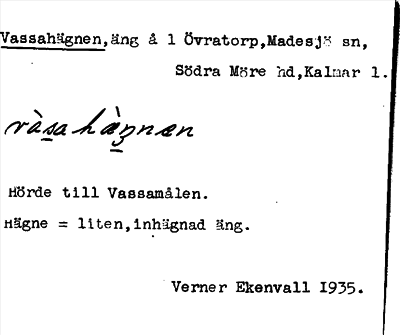 Vassahägnen, äng å 1 Övratorp, Madesjö sn,
Södra Möre hd, Kalmar l.
Hörde till Vassamålen.
Hägne = liten, inhägnad äng.
Verner Ekenvall 1935.